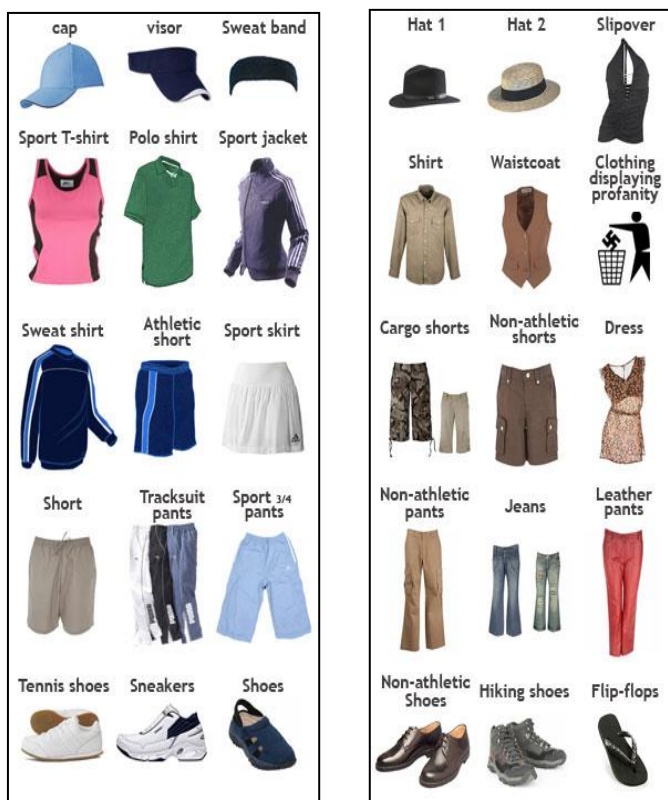 cap
visor
Sweat band
Sport T-shirt
Polo shirt
Sport jacket
Sweat shirt
Athletic
short
Sport skirt
Short
Tracksuit
pants
Sport 3/4
pants
Tennis shoes
Sneakers
Shoes
Hat 1
Hat 2
Slipover
Shirt
Waistcoat
Clothing
displaying
profanity
Cargo shorts
Non-athletic
shorts
Dress
Non-athletic
pants
Jeans
Leather
pants
Non-athletic
Shoes
Hiking shoes
Flip-flops